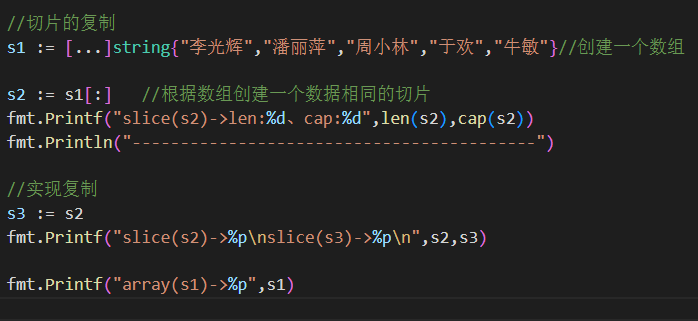 //切片的复制
s1 := [...]string{"李光辉","潘丽萍","周小林","于欢","牛敏"}//创建一个数组
s2 := s1[:]   //根据数组创建一个数据相同的切片
fmt.Printf("slice(s2)->len:%d、cap:%d",len(s2),cap(s2))
fmt.Println("------------------------------------------")
//实现复制
s3 := s2
fmt.Printf("slice(s2)->%p\nslice(s3)->%p\n",s2,s3)
fmt.Printf("array(s1)->%p",s1)